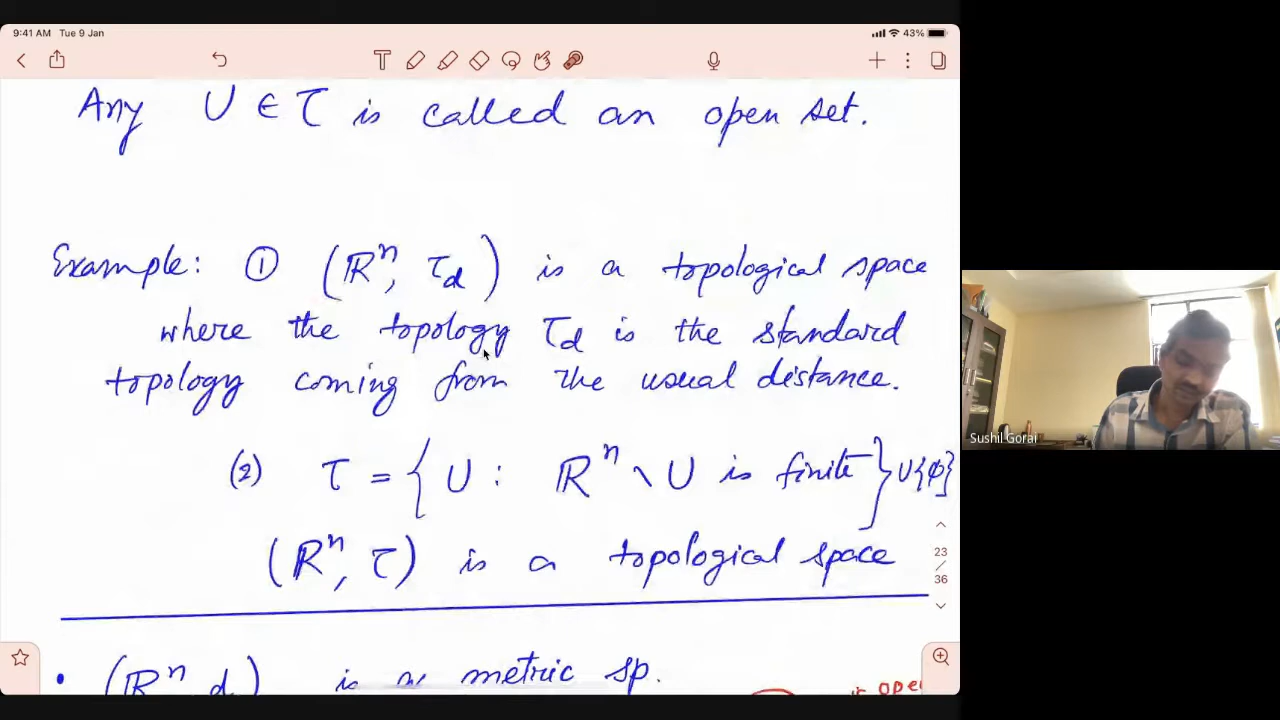 9:41 AM Tue 9 Jan
43%
Any U ∈ τ is called an open set.
Example: ① (ℝⁿ, τ_d) is a topological space
where the topology τ_d is the standard
topology coming from the usual distance.
(2) τ = { U : ℝⁿ \ U is finite } ∪ {ϕ}
(ℝⁿ, τ) is a topological space
23
/
36
• (ℝⁿ d) is a metric sp.
is open
Sushil Gorai